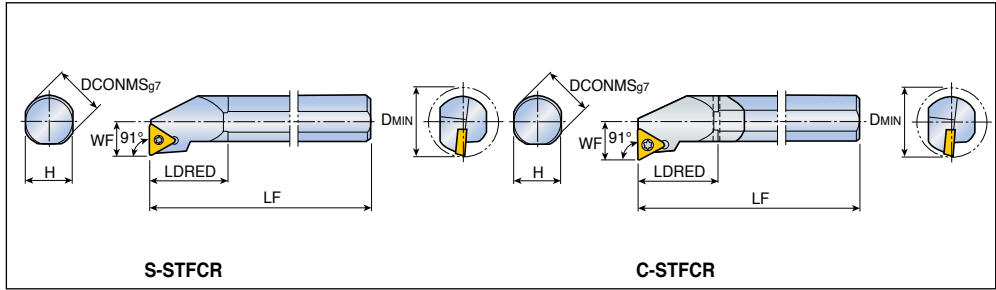 DCONMSg7
WF
91°
H
LDRED
LF
DMIN
S-STFCR
DCONMSg7
WF
91°
H
LDRED
LF
DMIN
C-STFCR